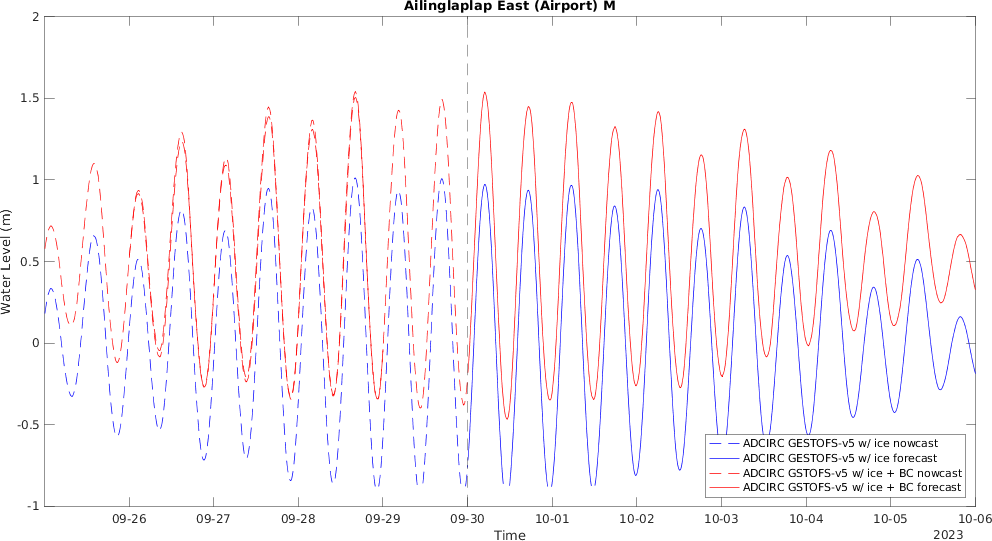 Ailinglaplap East (Airport) M
2
1.5
1
0.5
0
-0.5
-1
Water Level (m)
ADCIRC GESTOFS-v5 w/ ice nowcast
ADCIRC GESTOFS-v5 w/ ice forecast
ADCIRC GSTOFS-v5 w/ ice + BC nowcast
ADCIRC GSTOFS-v5 w/ ice + BC forecast
09-26 09-27 09-28 09-29 09-30 10-01 10-02 10-03 10-04 10-05 10-06
Time
2023